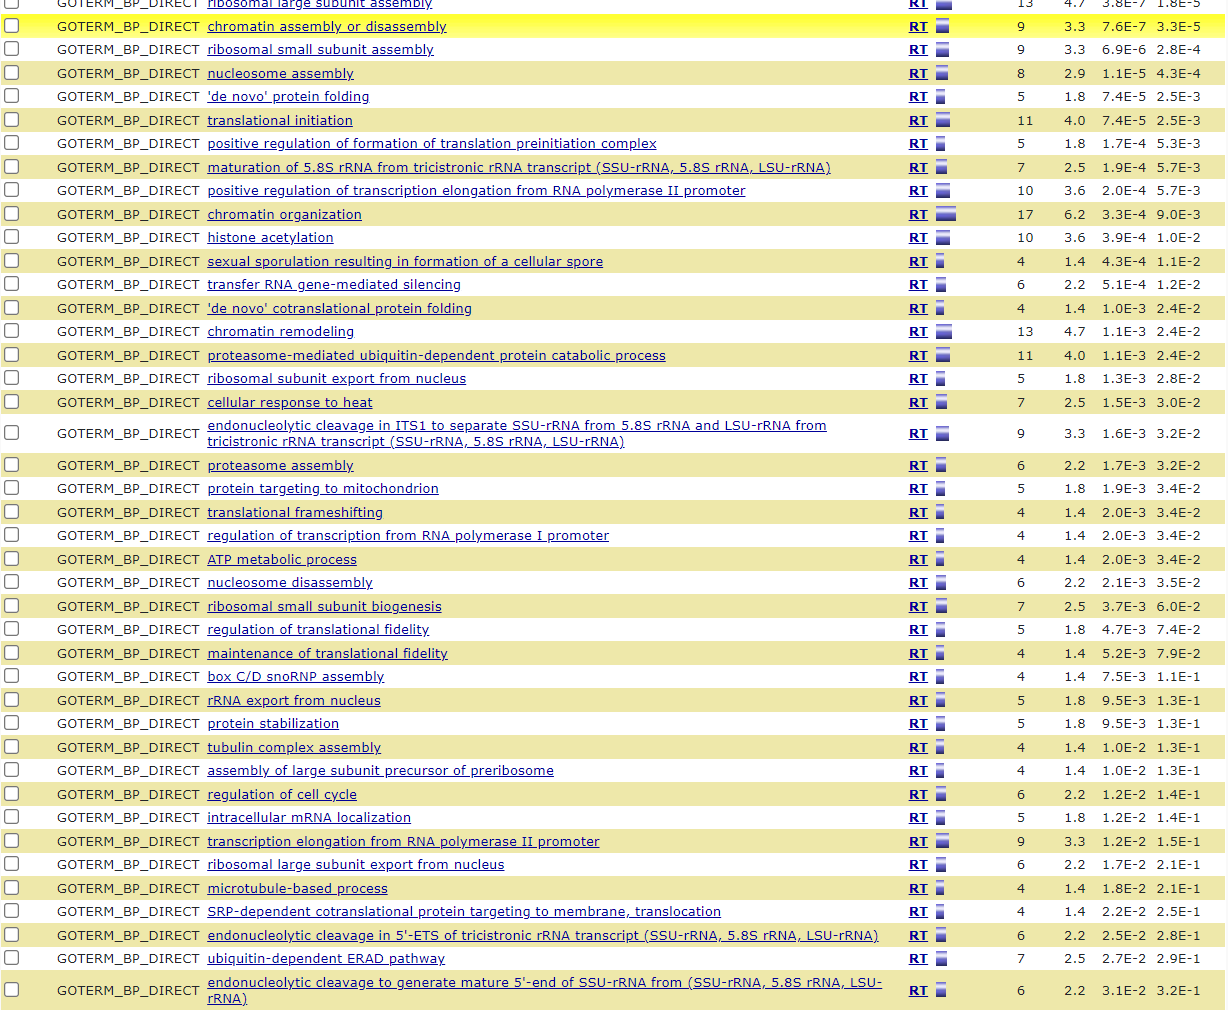 GOTERM_BP_DIRECT ribosomal large subunit assembly RT 13 4.7 3.8E-7 1.8E-5
GOTERM_BP_DIRECT chromatin assembly or disassembly RT 9 3.3 7.6E-7 3.3E-5
GOTERM_BP_DIRECT ribosomal small subunit assembly RT 9 3.3 6.9E-6 2.8E-4
GOTERM_BP_DIRECT nucleosome assembly RT 8 2.9 1.1E-5 4.3E-4
GOTERM_BP_DIRECT 'de novo' protein folding RT 5 1.8 7.4E-5 2.5E-3
GOTERM_BP_DIRECT translational initiation RT 11 4.0 7.4E-5 2.5E-3
GOTERM_BP_DIRECT positive regulation of formation of translation preinitiation complex RT 5 1.8 1.7E-4 5.3E-3
GOTERM_BP_DIRECT maturation of 5.8S rRNA from tricistronic rRNA transcript (SSU-rRNA, 5.8S rRNA, LSU-rRNA) RT 7 2.5 1.9E-4 5.7E-3
GOTERM_BP_DIRECT positive regulation of transcription elongation from RNA polymerase II promoter RT 10 3.6 2.0E-4 5.7E-3
GOTERM_BP_DIRECT chromatin organization RT 17 6.2 3.3E-4 9.0E-3
GOTERM_BP_DIRECT histone acetylation RT 10 3.6 3.9E-4 1.0E-2
GOTERM_BP_DIRECT sexual sporulation resulting in formation of a cellular spore RT 4 1.4 4.3E-4 1.1E-2
GOTERM_BP_DIRECT transfer RNA gene-mediated silencing RT 6 2.2 5.1E-4 1.2E-2
GOTERM_BP_DIRECT 'de novo' cotranslational protein folding RT 4 1.4 1.0E-3 2.4E-2
GOTERM_BP_DIRECT chromatin remodeling RT 13 4.7 1.1E-3 2.4E-2
GOTERM_BP_DIRECT proteasome-mediated ubiquitin-dependent protein catabolic process RT 11 4.0 1.1E-3 2.4E-2
GOTERM_BP_DIRECT ribosomal subunit export from nucleus RT 5 1.8 1.3E-3 2.8E-2
GOTERM_BP_DIRECT cellular response to heat RT 7 2.5 1.5E-3 3.0E-2
endonucleolytic cleavage in ITS1 to separate SSU-rRNA from 5.8S rRNA and LSU-rRNA from
GOTERM_BP_DIRECT tricistronic rRNA transcript (SSU-rRNA, 5.8S rRNA, LSU-rRNA) RT 9 3.3 1.6E-3 3.2E-2
GOTERM_BP_DIRECT proteasome assembly RT 6 2.2 1.7E-3 3.2E-2
GOTERM_BP_DIRECT protein targeting to mitochondrion RT 5 1.8 1.9E-3 3.4E-2
GOTERM_BP_DIRECT translational frameshifting RT 4 1.4 2.0E-3 3.4E-2
GOTERM_BP_DIRECT regulation of transcription from RNA polymerase I promoter RT 4 1.4 2.0E-3 3.4E-2
GOTERM_BP_DIRECT ATP metabolic process RT 4 1.4 2.0E-3 3.4E-2
GOTERM_BP_DIRECT nucleosome disassembly RT 6 2.2 2.1E-3 3.5E-2
GOTERM_BP_DIRECT ribosomal small subunit biogenesis RT 7 2.5 3.7E-3 6.0E-2
GOTERM_BP_DIRECT regulation of translational fidelity RT 5 1.8 4.7E-3 7.4E-2
GOTERM_BP_DIRECT maintenance of translational fidelity RT 4 1.4 5.2E-3 7.9E-2
GOTERM_BP_DIRECT box C/D snoRNP assembly RT 4 1.4 7.5E-3 1.1E-1
GOTERM_BP_DIRECT rRNA export from nucleus RT 5 1.8 9.5E-3 1.3E-1
GOTERM_BP_DIRECT protein stabilization RT 5 1.8 9.5E-3 1.3E-1
GOTERM_BP_DIRECT tubulin complex assembly RT 4 1.4 1.0E-2 1.3E-1
GOTERM_BP_DIRECT assembly of large subunit precursor of preribosome RT 4 1.4 1.0E-2 1.3E-1
GOTERM_BP_DIRECT regulation of cell cycle RT 6 2.2 1.2E-2 1.4E-1
GOTERM_BP_DIRECT intracellular mRNA localization RT 5 1.8 1.2E-2 1.4E-1
GOTERM_BP_DIRECT transcription elongation from RNA polymerase II promoter RT 9 3.3 1.2E-2 1.5E-1
GOTERM_BP_DIRECT ribosomal large subunit export from nucleus RT 6 2.2 1.7E-2 2.1E-1
GOTERM_BP_DIRECT microtubule-based process RT 4 1.4 1.8E-2 2.1E-1
GOTERM_BP_DIRECT SRP-dependent cotranslational protein targeting to membrane, translocation RT 4 1.4 2.2E-2 2.5E-1
GOTERM_BP_DIRECT endonucleolytic cleavage in 5'-ETS of tricistronic rRNA transcript (SSU-rRNA, 5.8S rRNA, LSU-rRNA) RT 6 2.2 2.5E-2 2.8E-1
GOTERM_BP_DIRECT ubiquitin-dependent ERAD pathway RT 7 2.5 2.7E-2 2.9E-1
endonucleolytic cleavage to generate mature 5'-end of SSU-rRNA from (SSU-rRNA, 5.8S rRNA, LSU-
GOTERM_BP_DIRECT rRNA) RT 6 2.2 3.1E-2 3.2E-1